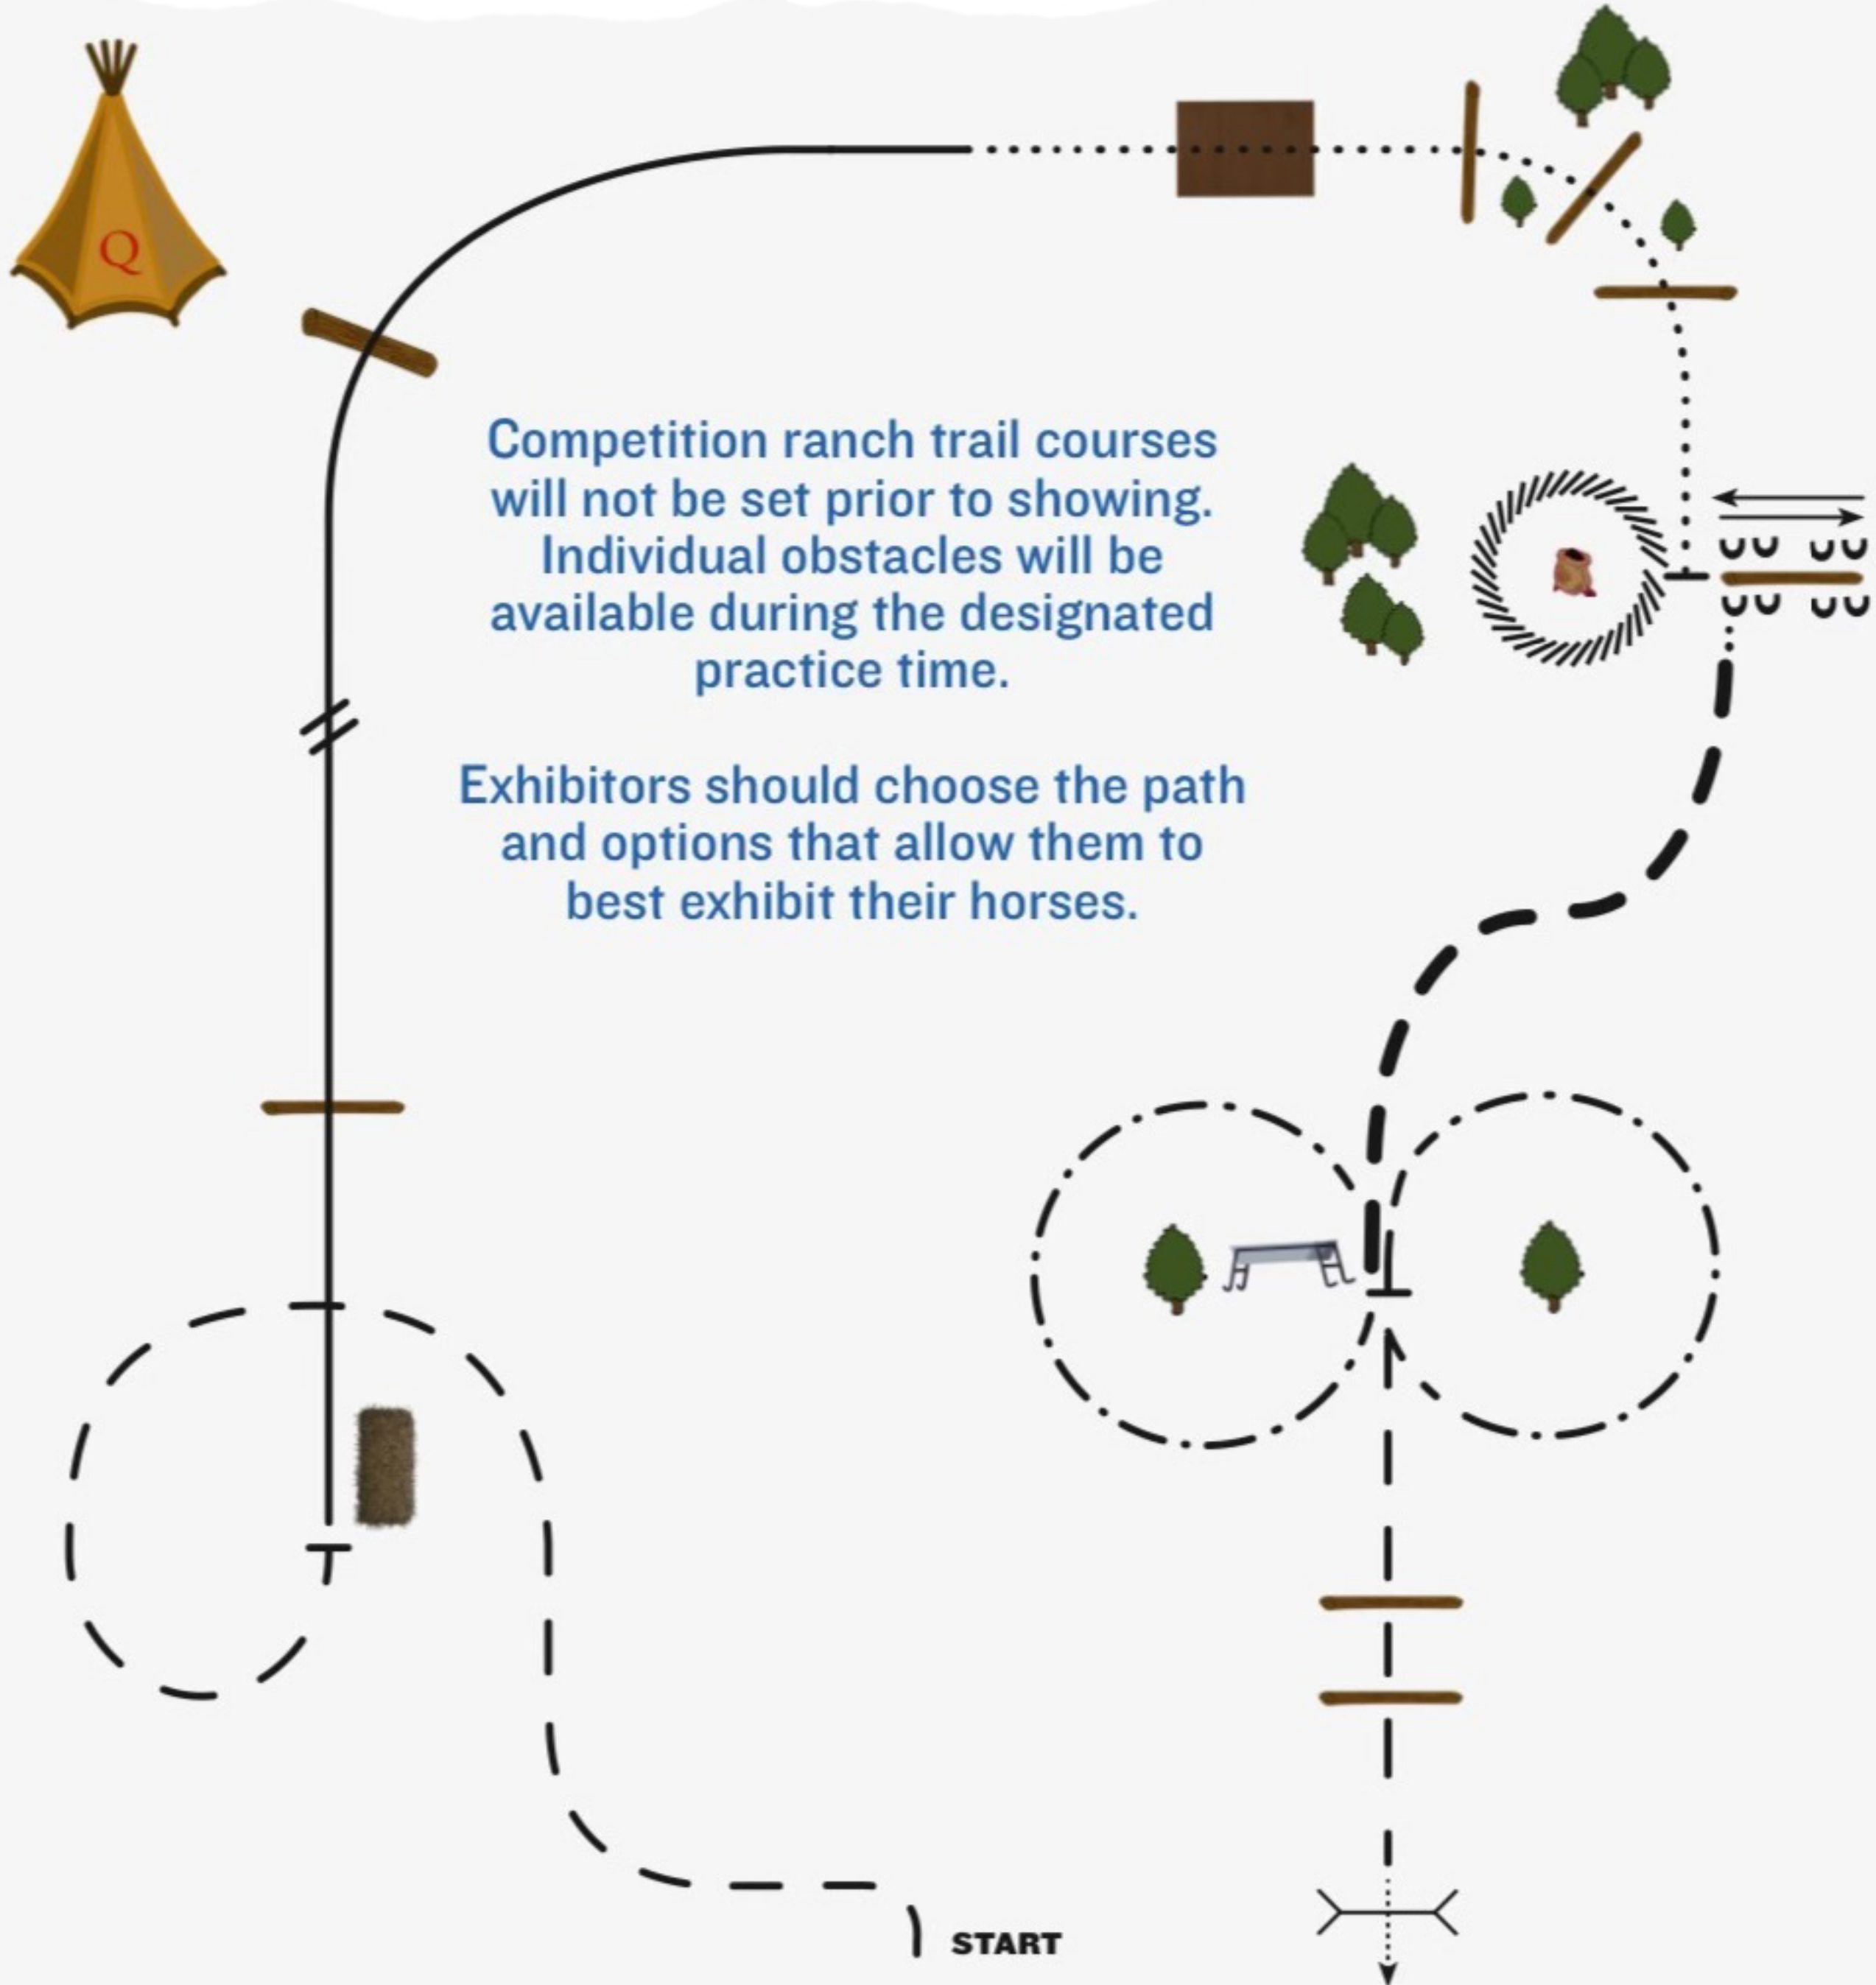 Q
Competition ranch trail courses
will not be set prior to showing.
Individual obstacles will be
available during the designated
practice time.
Exhibitors should choose the path
and options that allow them to
best exhibit their horses.
START